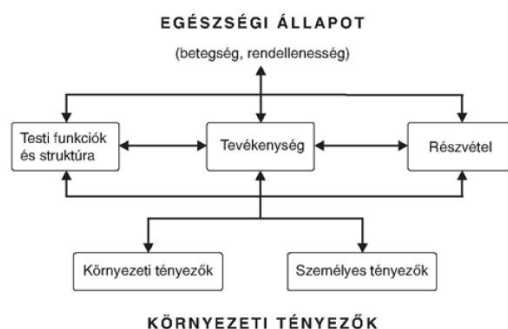 EGÉSZSÉGI ÁLLAPOT
(betegség, rendellenesség)
Testi funkciók
és struktúra
Tevékenység
Részvétel
Környezeti tényezők
Személyes tényezők
KÖRNYEZETI TÉNYEZŐK